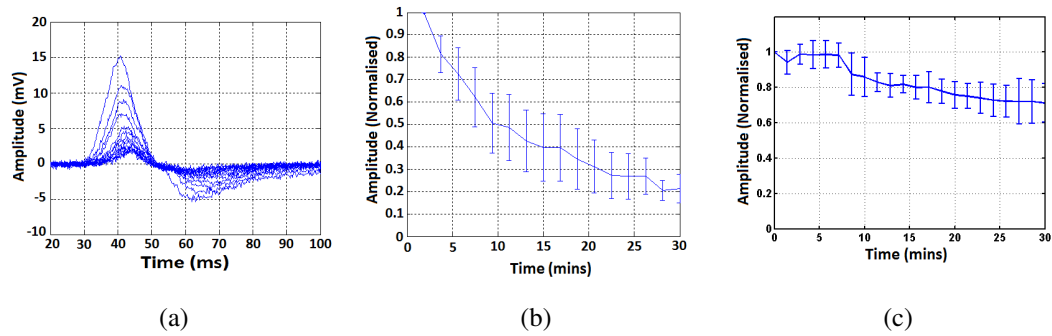 Amplitude (mV)
20
15
10
5
0
-5
-10
20 30 40 50 60 70 80 90 100
Time (ms)
(a)
Amplitude (Normalised)
1
0.9
0.8
0.7
0.6
0.5
0.4
0.3
0.2
0.1
0
0 5 10 15 20 25 30
Time (mins)
(b)
Amplitude (Normalised)
1
0.8
0.6
0.4
0.2
0
0 5 10 15 20 25 30
Time (mins)
(c)